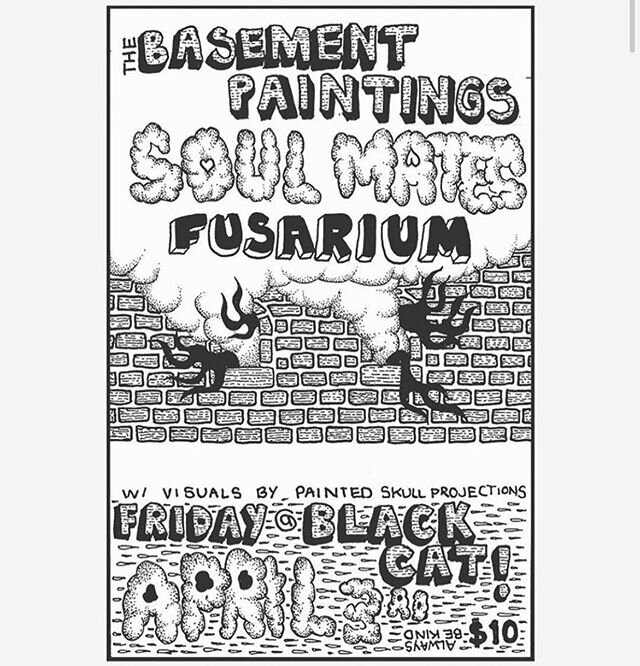 THE BASEMENT
PAINTINGS
SOUL MATES
FUSARIUM
W/ VISUALS BY PAINTED SKULL PROJECTIONS
FRIDAY @ BLACK
CAT!
APRIL 3RD
ALWAYS
BE KIND
$10